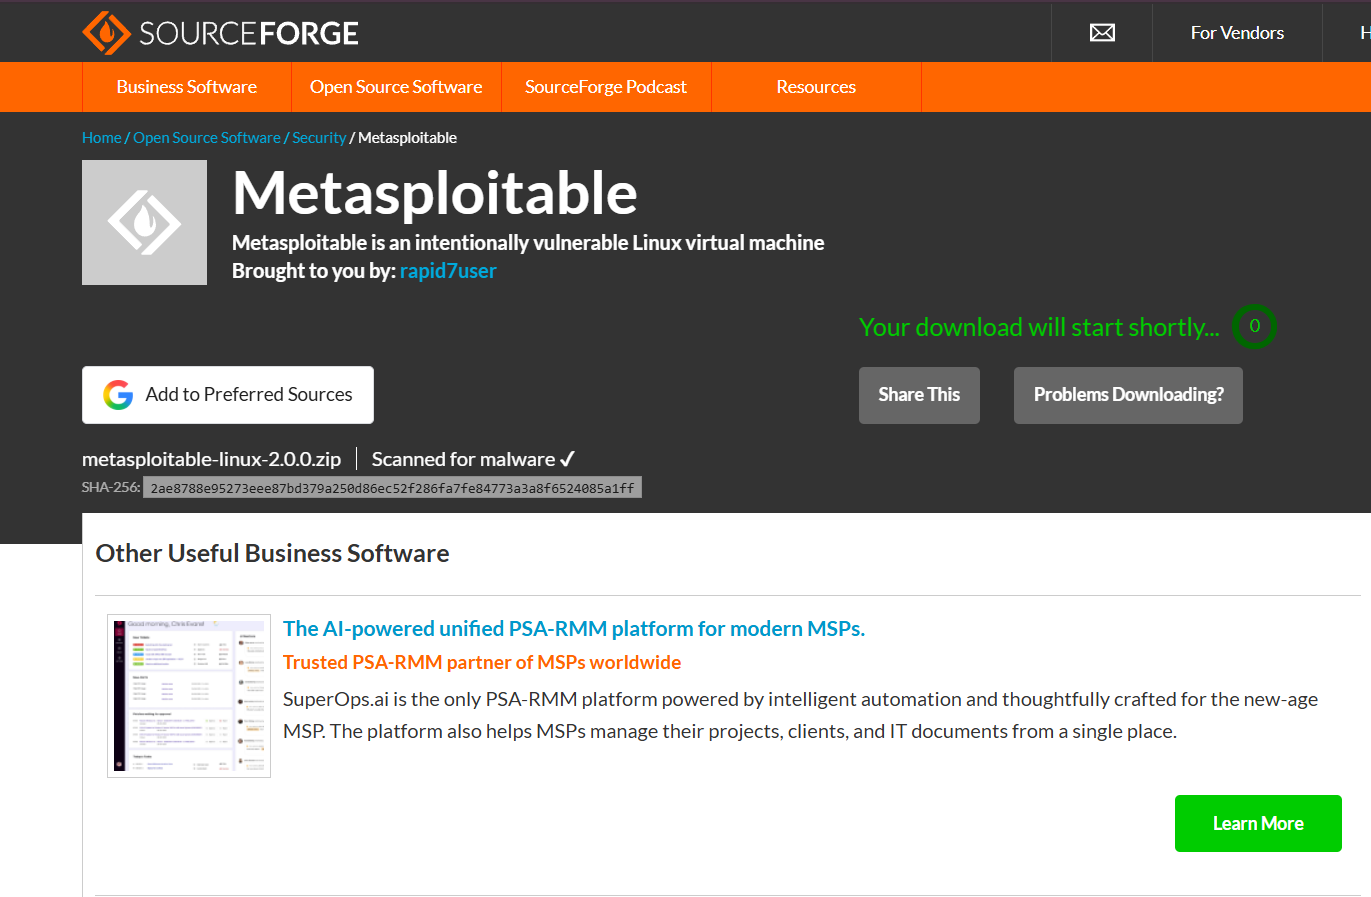 SOURCEFORGE
For Vendors
H
Business Software
Open Source Software
SourceForge Podcast
Resources
Home / Open Source Software / Security / Metasploitable
Metasploitable
Metasploitable is an intentionally vulnerable Linux virtual machine
Brought to you by: rapid7user
Your download will start shortly... 0
Add to Preferred Sources
Share This
Problems Downloading?
metasploitable-linux-2.0.0.zip
Scanned for malware ✓
SHA-256: 2ae8788e95273eee87bd379a250d86ec52f286fa7fe84773a3a8f6524085a1ff
Other Useful Business Software
Good morning, Chris Evans!
The AI-powered unified PSA-RMM platform for modern MSPs.
Trusted PSA-RMM partner of MSPs worldwide
SuperOps.ai is the only PSA-RMM platform powered by intelligent automation and thoughtfully crafted for the new-age
MSP. The platform also helps MSPs manage their projects, clients, and IT documents from a single place.
Learn More